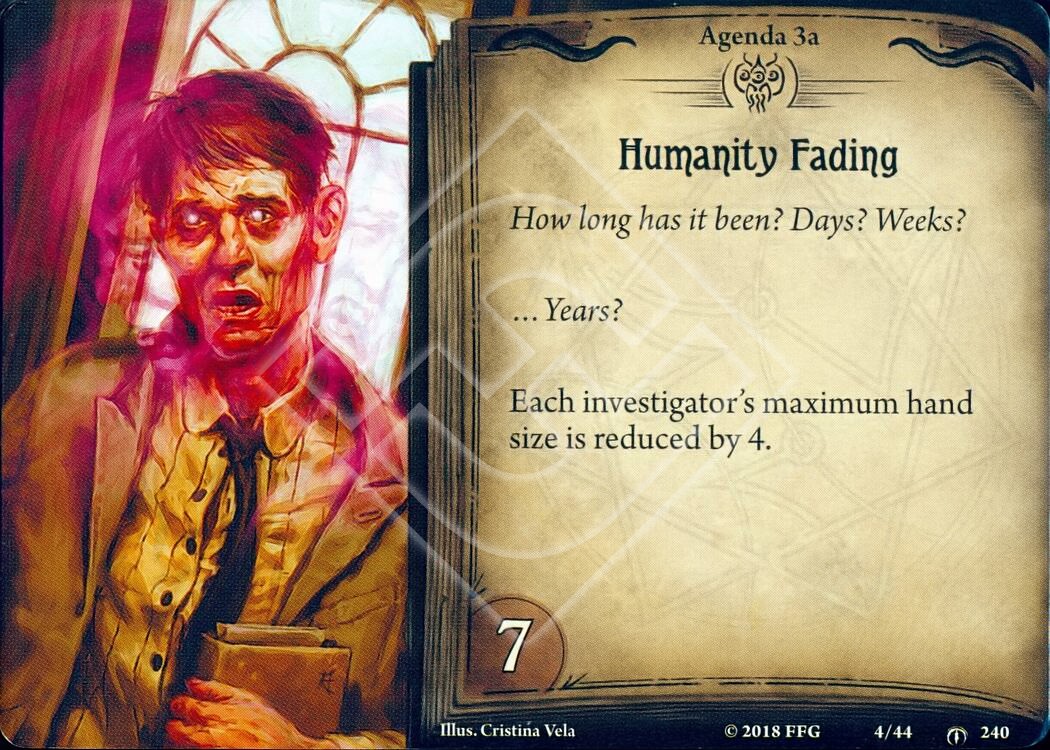 Agenda 3a
Humanity Fading
How long has it been? Days? Weeks?
…Years?
Each investigator's maximum hand
size is reduced by 4.
7
Illus. Cristina Vela
© 2018 FFG
4/44
240